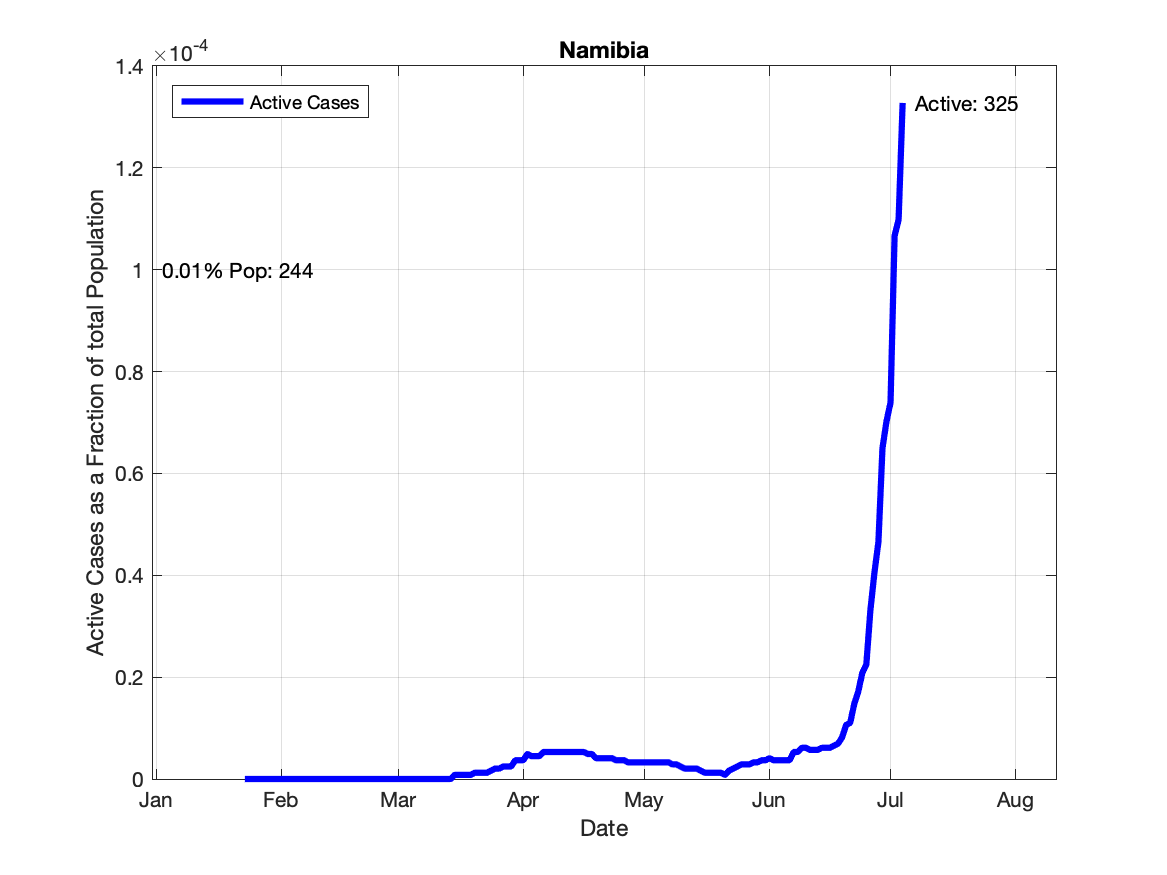 Namibia
×10⁻⁴
1.4
1.2
1
0.8
0.6
0.4
0.2
0
Active Cases
Active: 325
0.01% Pop: 244
Active Cases as a Fraction of total Population
Jan Feb Mar Apr May Jun Jul Aug
Date